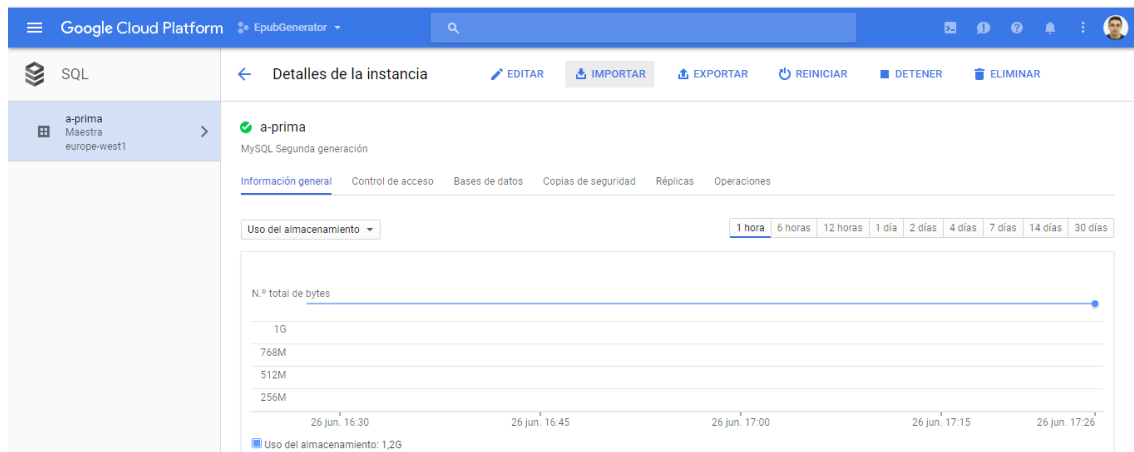 Google Cloud Platform EpubGenerator
SQL
Detalles de la instancia EDITAR IMPORTAR EXPORTAR REINICIAR DETENER ELIMINAR
a-prima
Maestra
europe-west1
a-prima
MySQL Segunda generación
Información general Control de acceso Bases de datos Copias de seguridad Réplicas Operaciones
Uso del almacenamiento 1 hora 6 horas 12 horas 1 día 2 días 4 días 7 días 14 días 30 días
N.º total de bytes
1G
768M
512M
256M
26 jun. 16:30 26 jun. 16:45 26 jun. 17:00 26 jun. 17:15 26 jun. 17:26
Uso del almacenamiento: 1,2G